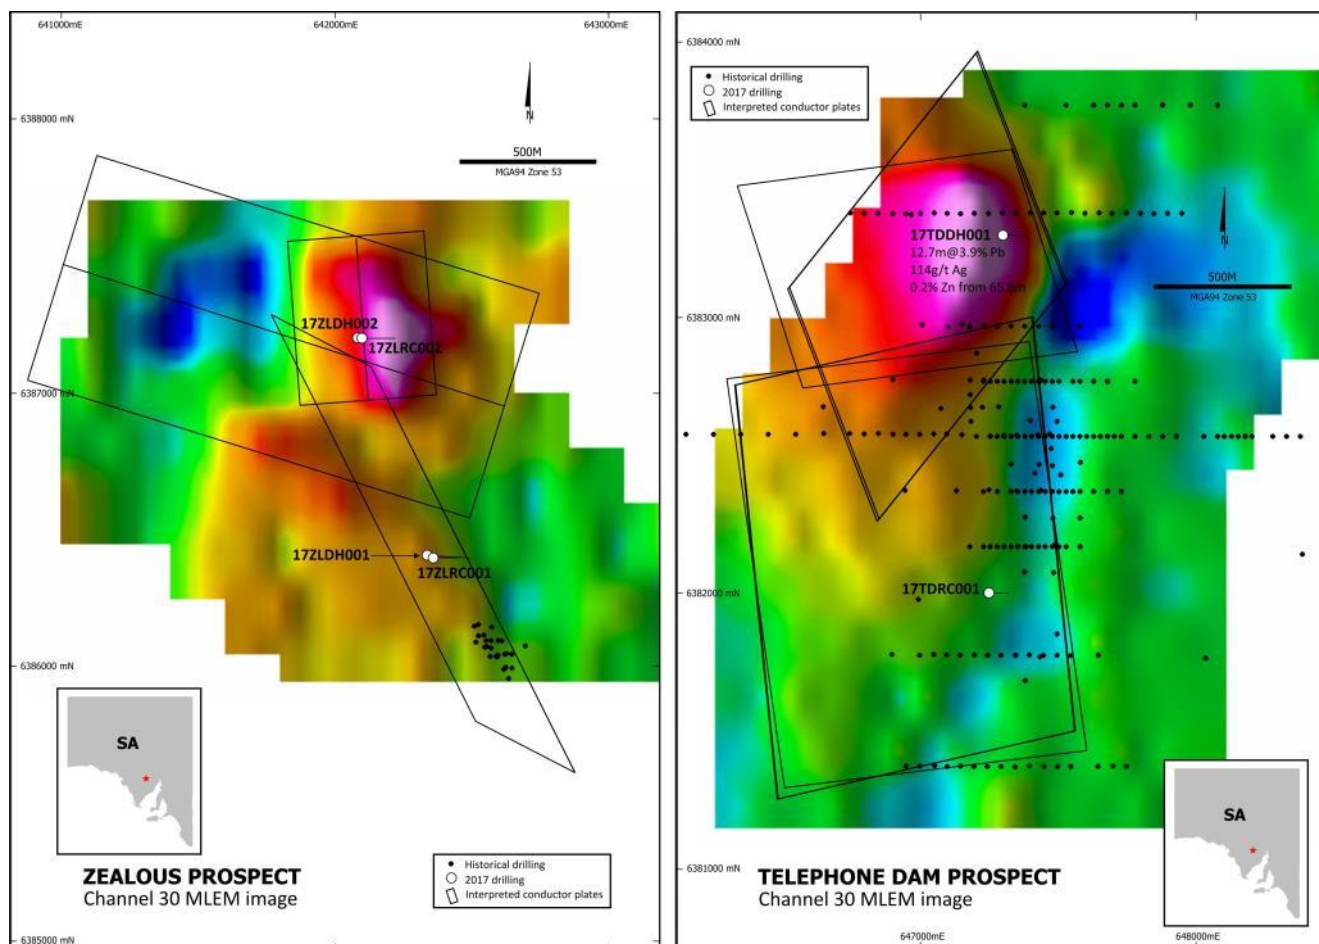 641000mE
642000mE
643000mE
6388000 mN
N
500M
MGA94 Zone 53
17ZLDH002
17ZLRC002
6387000 mN
17ZLDH001
17ZLRC001
6386000 mN
SA
Historical drilling
2017 drilling
Interpreted conductor plates
ZEALOUS PROSPECT
Channel 30 MLEM image
6385000 mN
6384000 mN
Historical drilling
2017 drilling
Interpreted conductor plates
N
17TDDH001
12.7m@3.9% Pb
114g/t Ag
0.2% Zn from 65.8m
500M
MGA94 Zone 53
6383000 mN
17TDRC001
6382000 mN
SA
6381000 mN
TELEPHONE DAM PROSPECT
Channel 30 MLEM image
647000mE
648000mE